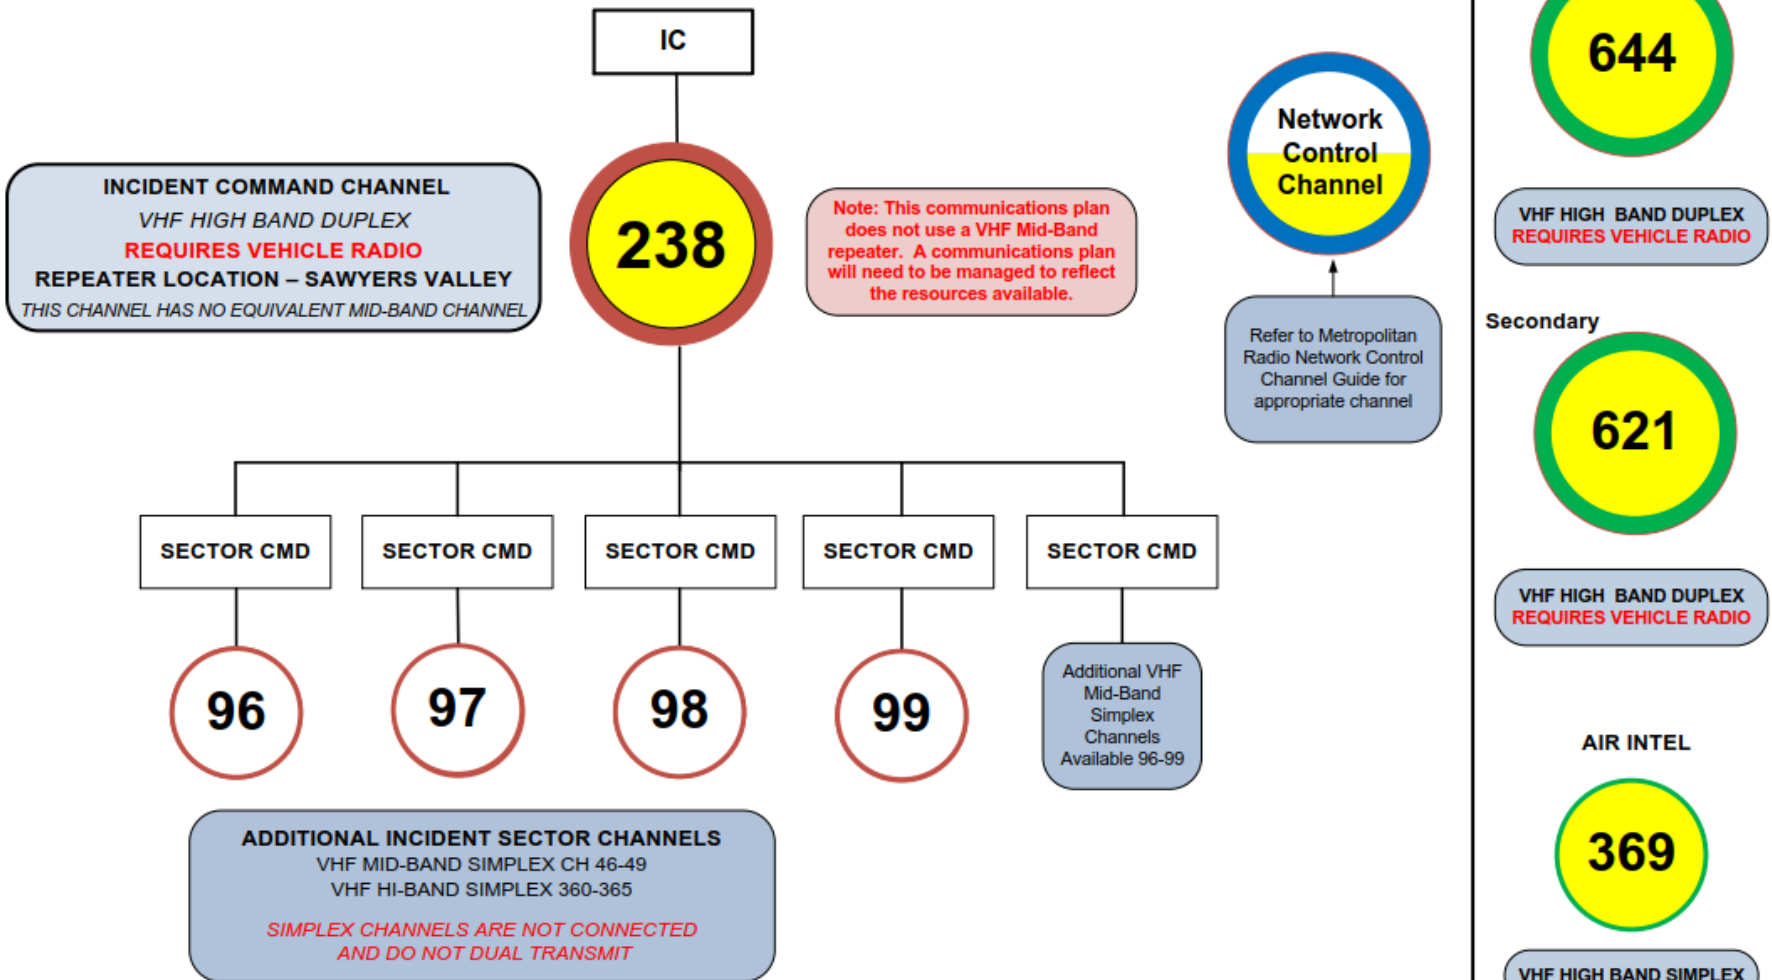 IC
INCIDENT COMMAND CHANNEL
VHF HIGH BAND DUPLEX
REQUIRES VEHICLE RADIO
REPEATER LOCATION – SAWYERS VALLEY
THIS CHANNEL HAS NO EQUIVALENT MID-BAND CHANNEL
238
Note: This communications plan
does not use a VHF Mid-Band
repeater. A communications plan
will need to be managed to reflect
the resources available.
Network
Control
Channel
Refer to Metropolitan
Radio Network Control
Channel Guide for
appropriate channel
SECTOR CMD
SECTOR CMD
SECTOR CMD
SECTOR CMD
SECTOR CMD
96
97
98
99
Additional VHF
Mid-Band
Simplex
Channels
Available 96-99
ADDITIONAL INCIDENT SECTOR CHANNELS
VHF MID-BAND SIMPLEX CH 46-49
VHF HI-BAND SIMPLEX 360-365
SIMPLEX CHANNELS ARE NOT CONNECTED
AND DO NOT DUAL TRANSMIT
644
VHF HIGH BAND DUPLEX
REQUIRES VEHICLE RADIO
Secondary
621
VHF HIGH BAND DUPLEX
REQUIRES VEHICLE RADIO
AIR INTEL
369
VHF HIGH BAND SIMPLEX